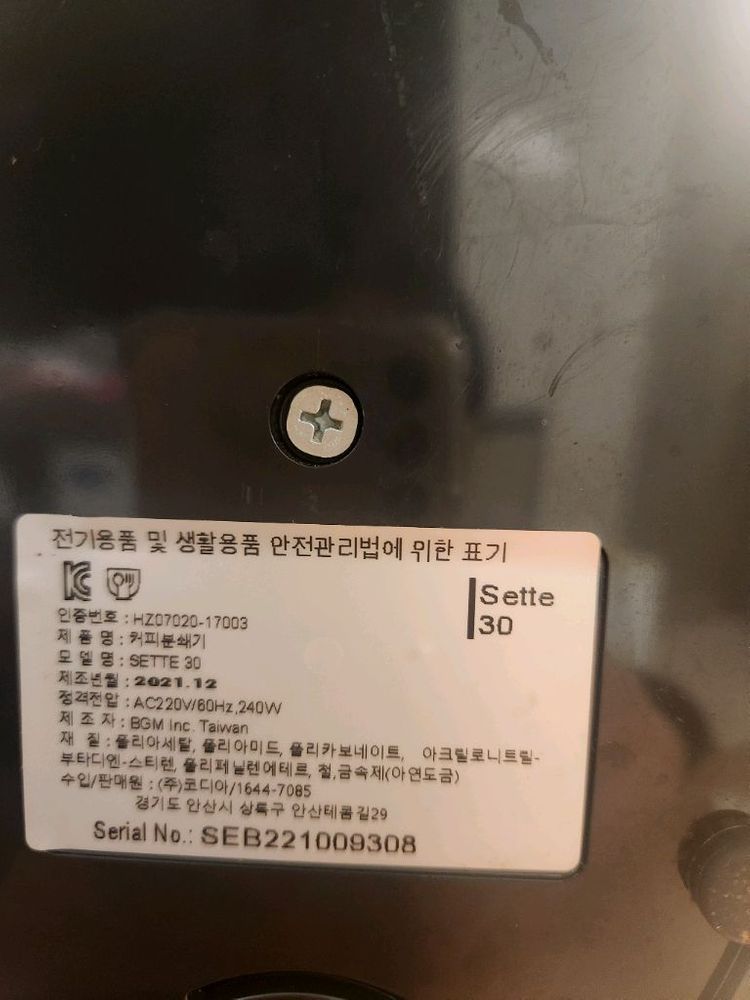 전기용품 및 생활용품 안전관리법에 위한 표기
Sette
30
인증번호 : HZ07020-17003
제 품 명 : 커피분쇄기
모 델 명 : SETTE 30
제조년월 : 2021.12
정격전압 : AC220V/60Hz,240W
제 조 자 : BGM Inc. Taiwan
재 질 : 폴리아세탈, 폴리아미드, 폴리카보네이트, 아크릴로니트릴-
부타디엔-스티렌, 폴리페닐렌에테르, 철,금속제(아연도금)
수입/판매원 : (주)코디아/1644-7085
경기도 안산시 상록구 안산테콤길29
Serial No.: SEB221009308